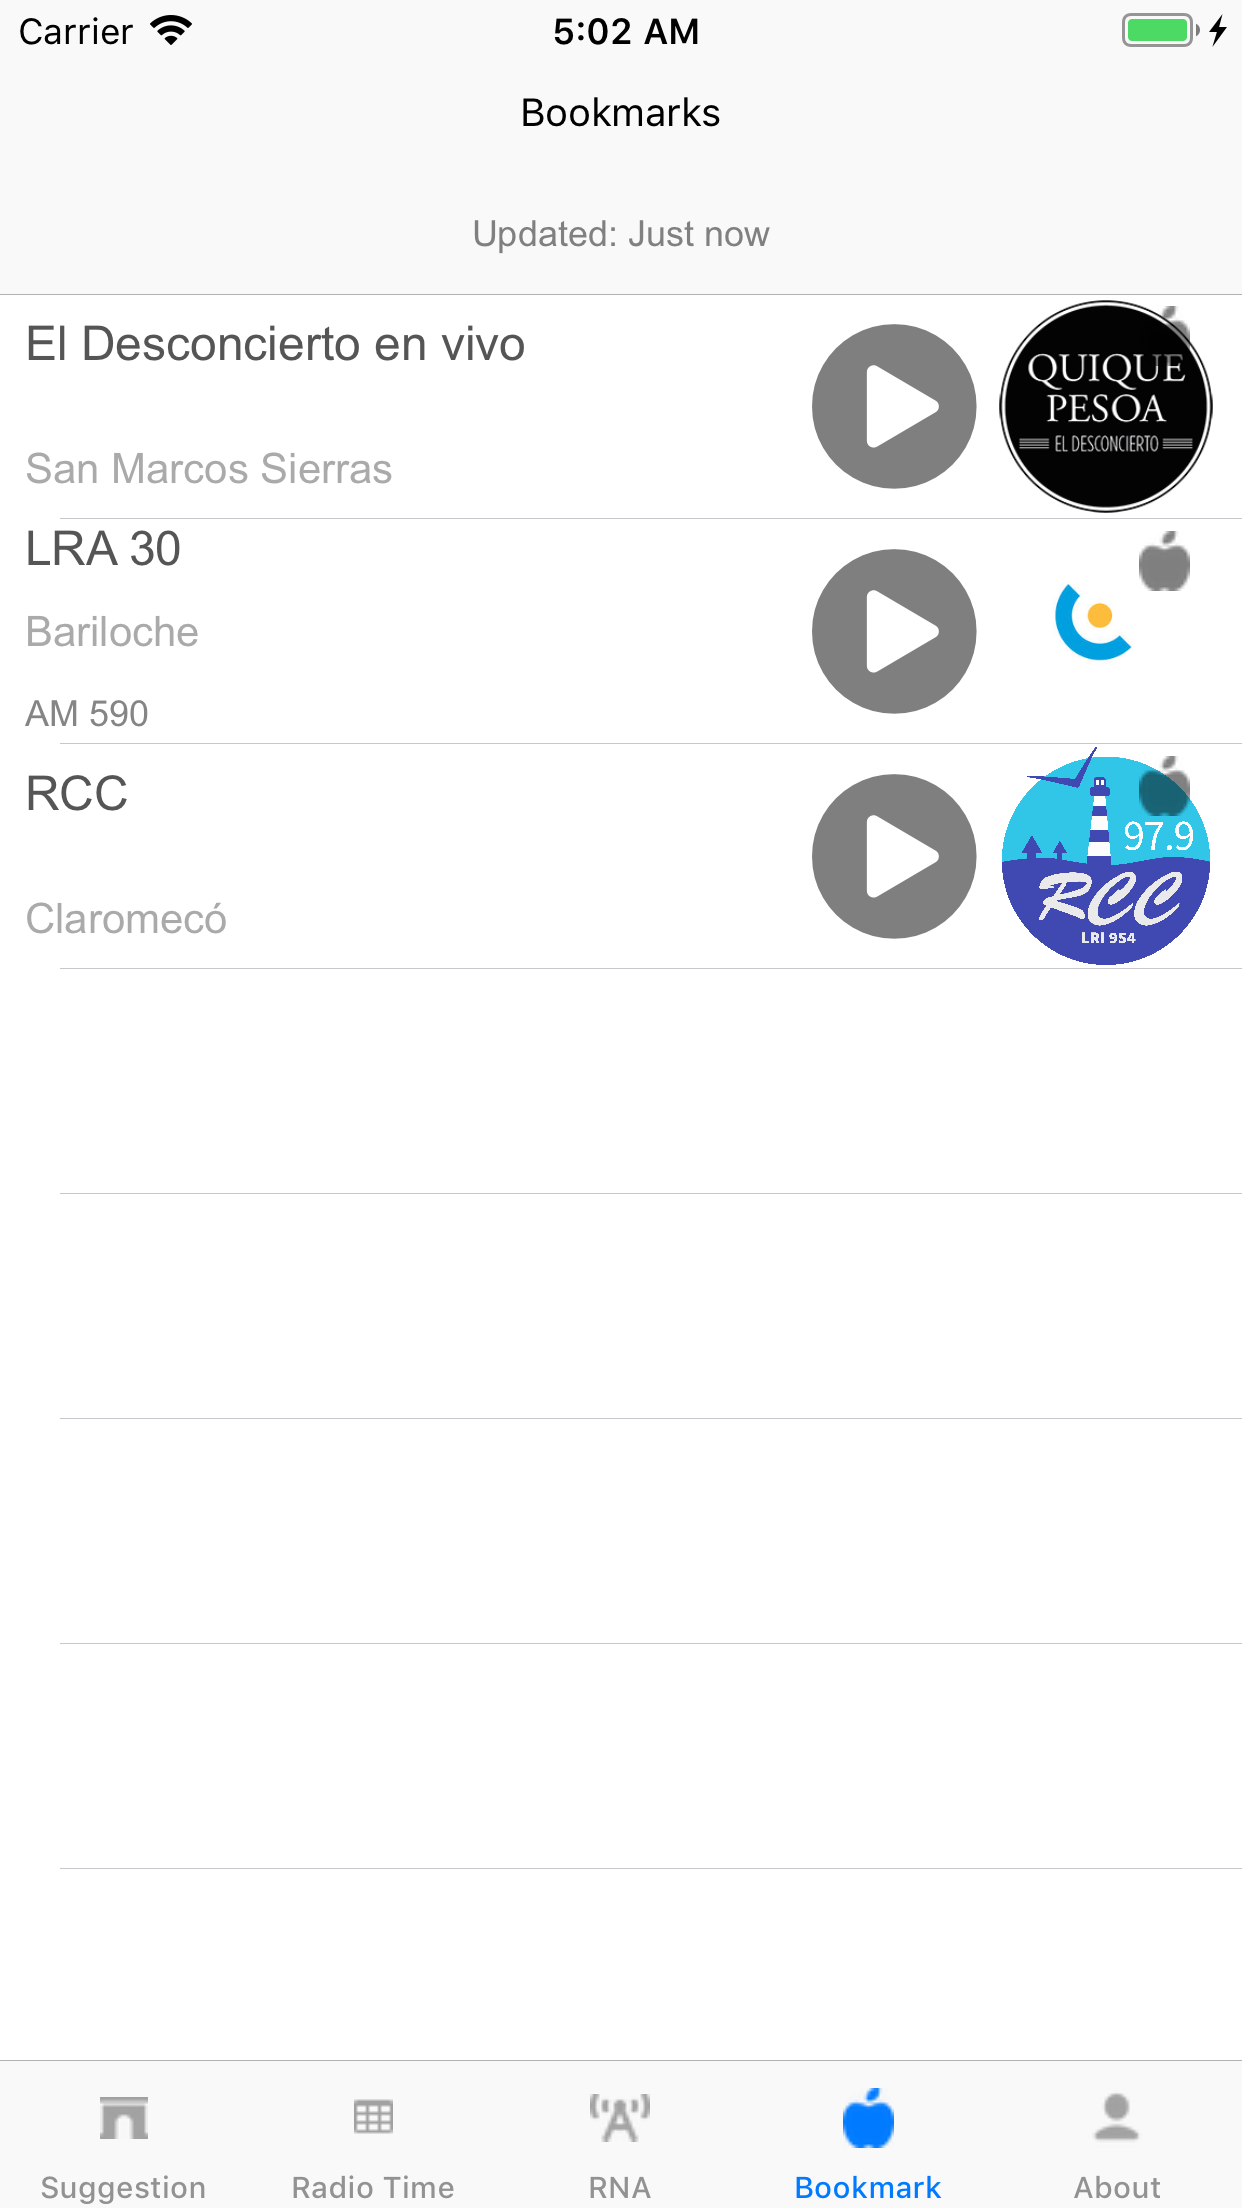 Carrier
5:02 AM
Bookmarks
Updated: Just now
El Desconcierto en vivo
San Marcos Sierras
QUIQUE
PESOA
EL DESCONCIERTO
LRA 30
Bariloche
AM 590
RCC
Claromecó
97.9
RCC
LRI 954
Suggestion
Radio Time
RNA
Bookmark
About